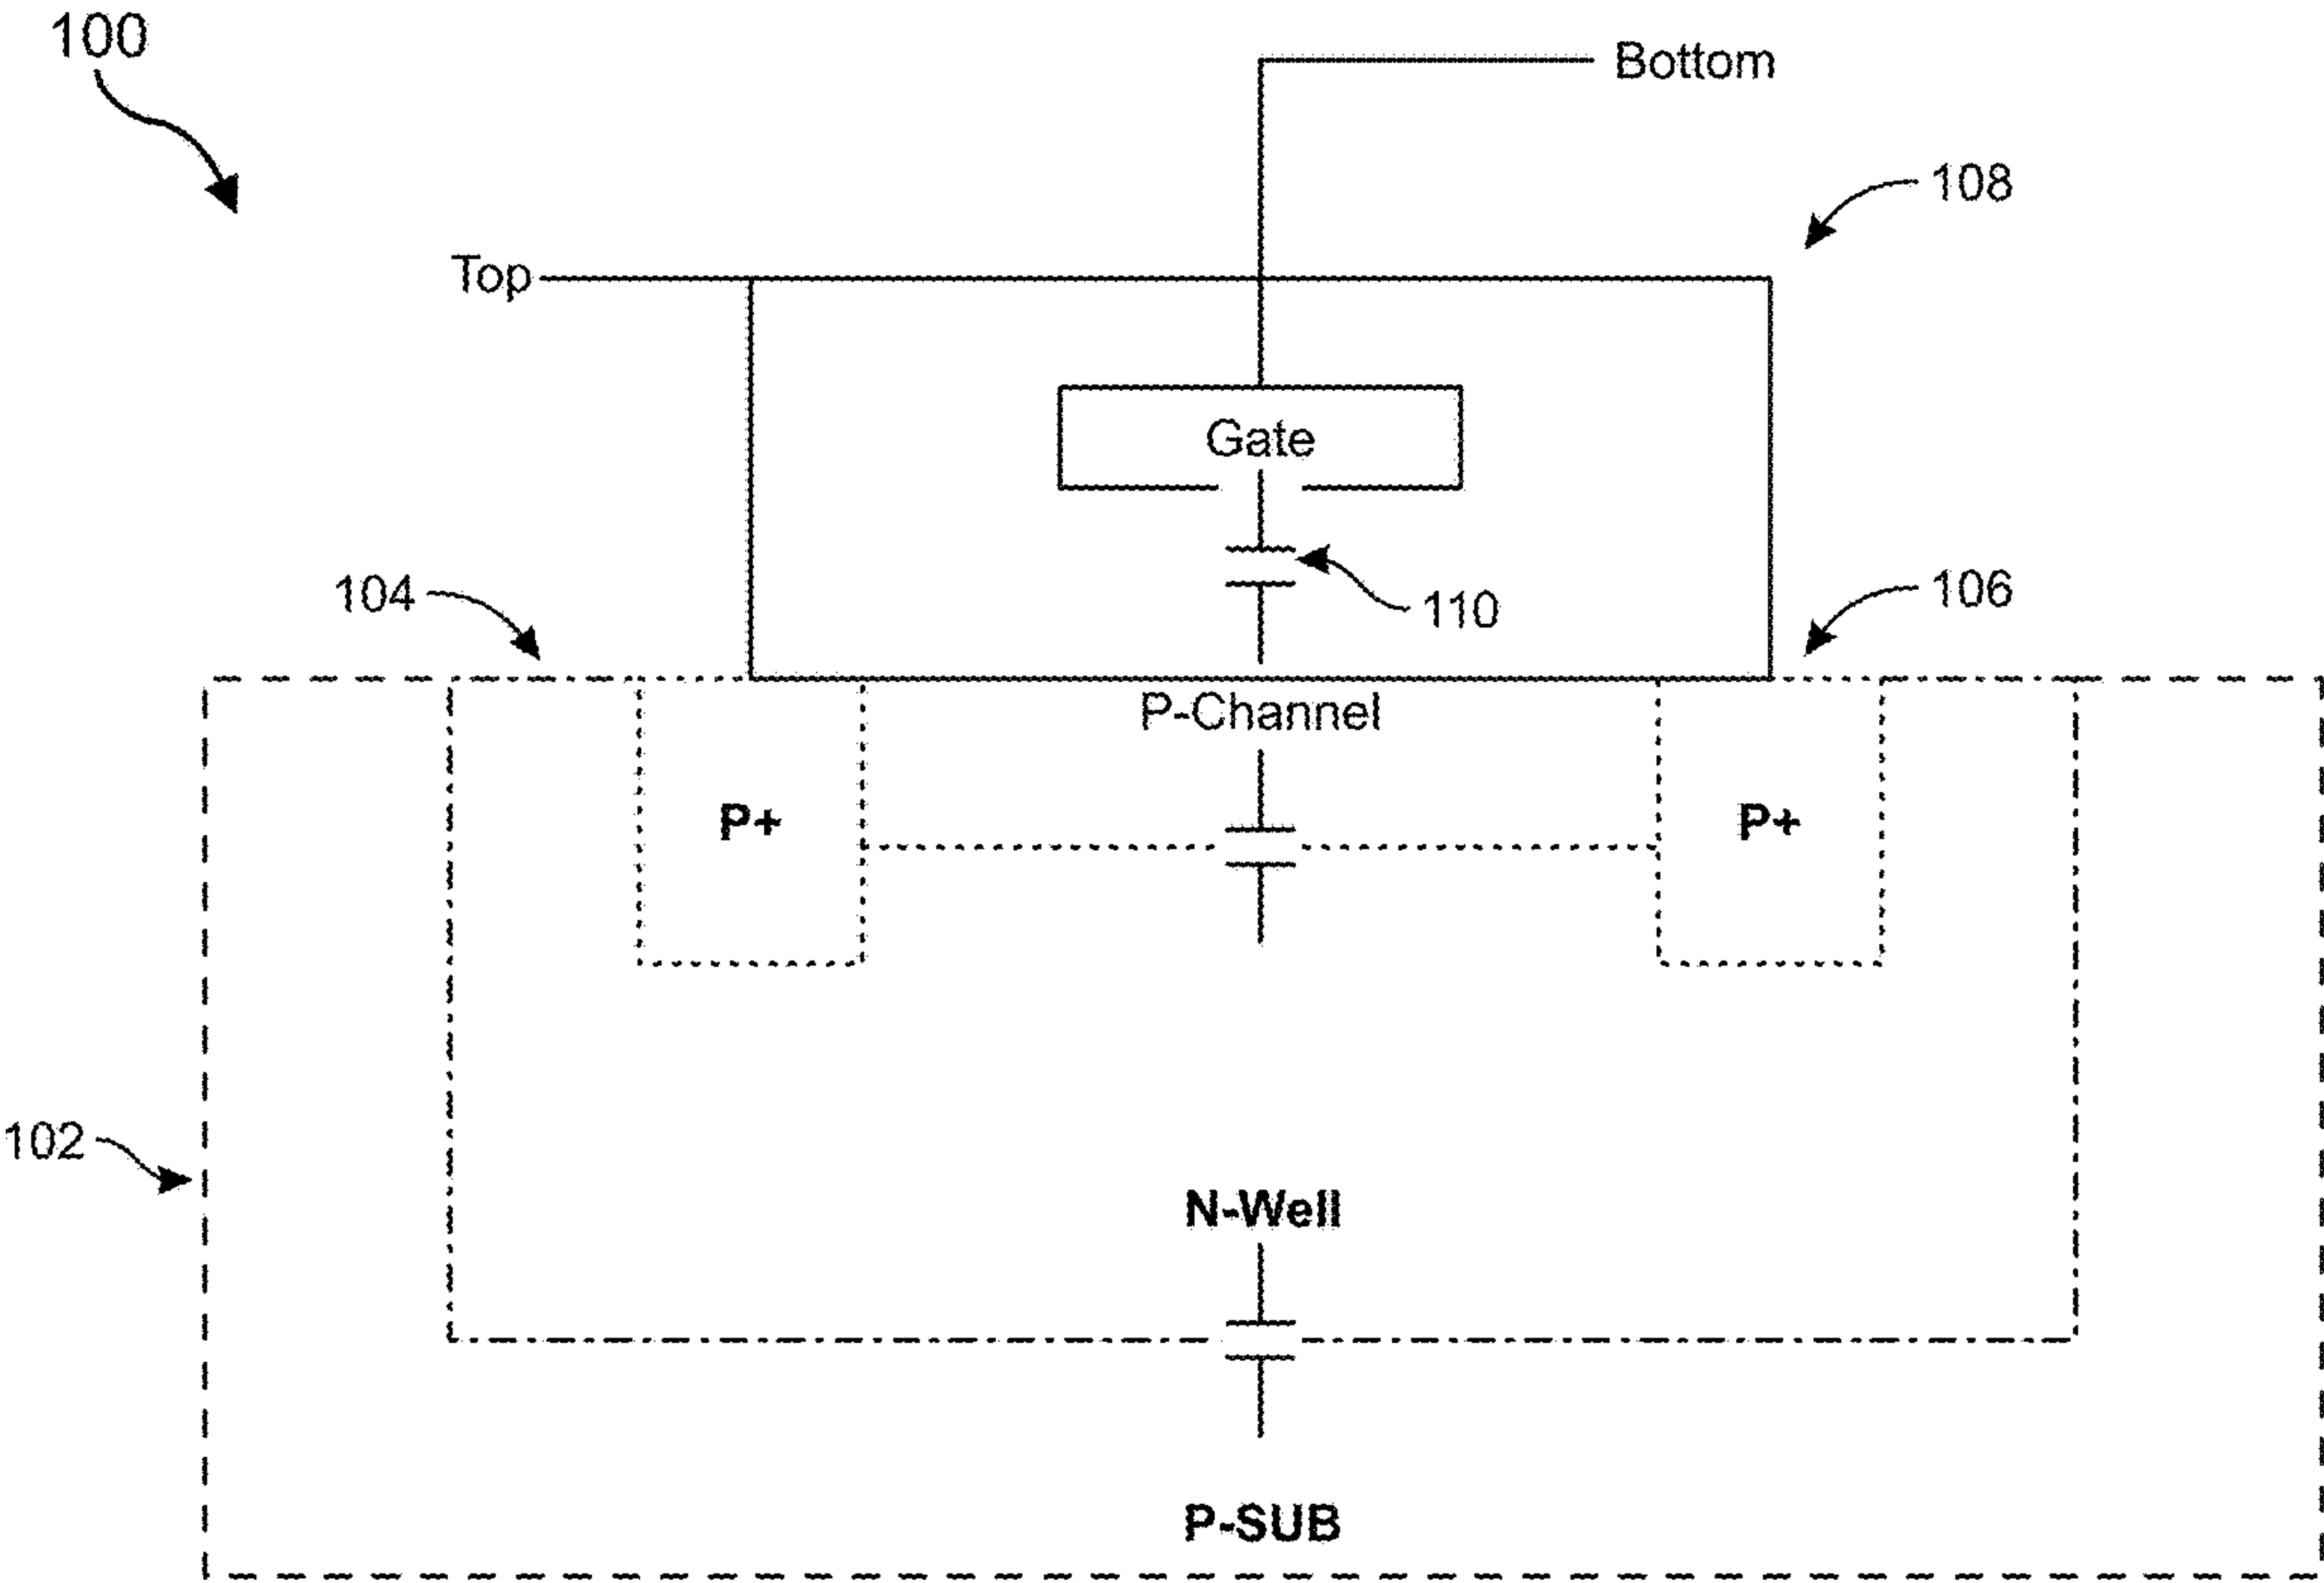 100
Bottom
108
Top
Gate
104
110
106
P-Channel
P+
P+
102
N-Well
P-SUB